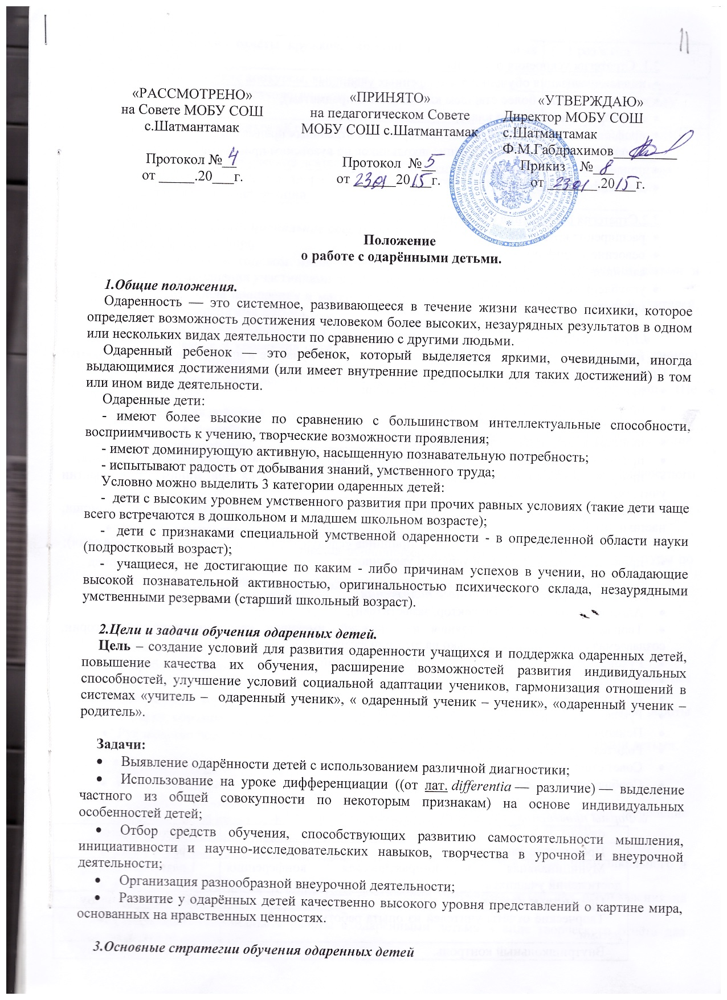 11
«РАССМОТРЕНО»
на Совете МОБУ СОШ
с.Шатмантамак
Протокол №4
от _____.20___г.
«ПРИНЯТО»
на педагогическом Совете
МОБУ СОШ с.Шатмантамак
Протокол №5
от 23 01 2015г.
«УТВЕРЖДАЮ»
Директор МОБУ СОШ
с.Шатмантамак
Ф.М.Габдрахимов_________
Прикиз №8
от 23 01.2015г.
Положение
о работе с одарёнными детьми.
1.Общие положения.
Одаренность — это системное, развивающееся в течение жизни качество психики, которое
определяет возможность достижения человеком более высоких, незаурядных результатов в одном
или нескольких видах деятельности по сравнению с другими людьми.
Одаренный ребенок — это ребенок, который выделяется яркими, очевидными, иногда
выдающимися достижениями (или имеет внутренние предпосылки для таких достижений) в том
или ином виде деятельности.
Одаренные дети:
- имеют более высокие по сравнению с большинством интеллектуальные способности,
восприимчивость к учению, творческие возможности проявления;
- имеют доминирующую активную, насыщенную познавательную потребность;
- испытывают радость от добывания знаний, умственного труда;
Условно можно выделить 3 категории одаренных детей:
- дети с высоким уровнем умственного развития при прочих равных условиях (такие дети чаще
всего встречаются в дошкольном и младшем школьном возрасте);
- дети с признаками специальной умственной одаренности - в определенной области науки
(подростковый возраст);
- учащиеся, не достигающие по каким - либо причинам успехов в учении, но обладающие
высокой познавательной активностью, оригинальностью психического склада, незаурядными
умственными резервами (старший школьный возраст).
2.Цели и задачи обучения одаренных детей.
Цель – создание условий для развития одаренности учащихся и поддержка одаренных детей,
повышение качества их обучения, расширение возможностей развития индивидуальных
способностей, улучшение условий социальной адаптации учеников, гармонизация отношений в
системах «учитель – одаренный ученик», « одаренный ученик – ученик», «одаренный ученик –
родитель».
Задачи:
• Выявление одарённости детей с использованием различной диагностики;
• Использование на уроке дифференциации ((от лат. differentia — различие) — выделение
частного из общей совокупности по некоторым признакам) на основе индивидуальных
особенностей детей;
• Отбор средств обучения, способствующих развитию самостоятельности мышления,
инициативности и научно-исследовательских навыков, творчества в урочной и внеурочной
деятельности;
• Организация разнообразной внеурочной деятельности;
• Развитие у одарённых детей качественно высокого уровня представлений о картине мира,
основанных на нравственных ценностях.
3.Основные стратегии обучения одаренных детей